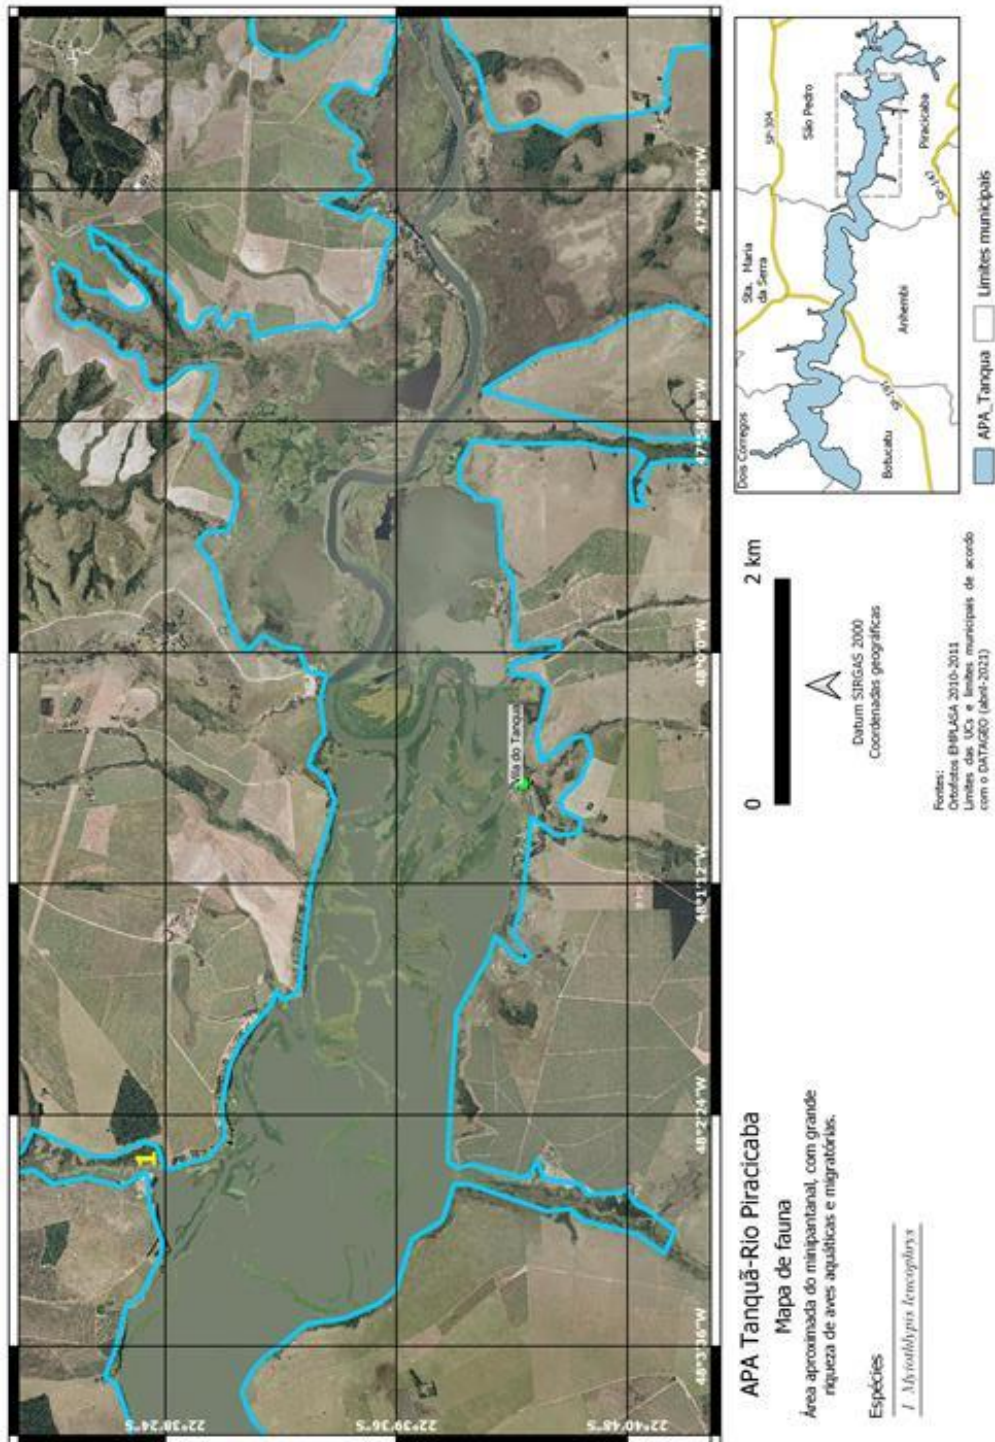 47°57'36"W
47°58'48"W
48°0'0"W
48°1'12"W
48°2'24"W
48°3'36"W
22°38'24"S
22°39'36"S
22°40'48"S
1
Vila do Tanquã
APA Tanquã-Rio Piracicaba
Mapa de fauna
Área aproximada do minipantanal, com grande
riqueza de aves aquáticas e migratórias.
Espécies
1 Myiothlypis leucophrys
0
2 km
Datum SIRGAS 2000
Coordenadas geográficas
Fontes:
Ortofotos EMPLASA 2010-2011
Limites das UCs e limites municipais de acordo
com o DATAGEO (abril-2021)
Dois Córregos
Sta. Maria
da Serra
SP-304
São Pedro
Piracicaba
SP-147
Anhembi
SP-191
Botucatu
APA_Tanqua
Limites municipais